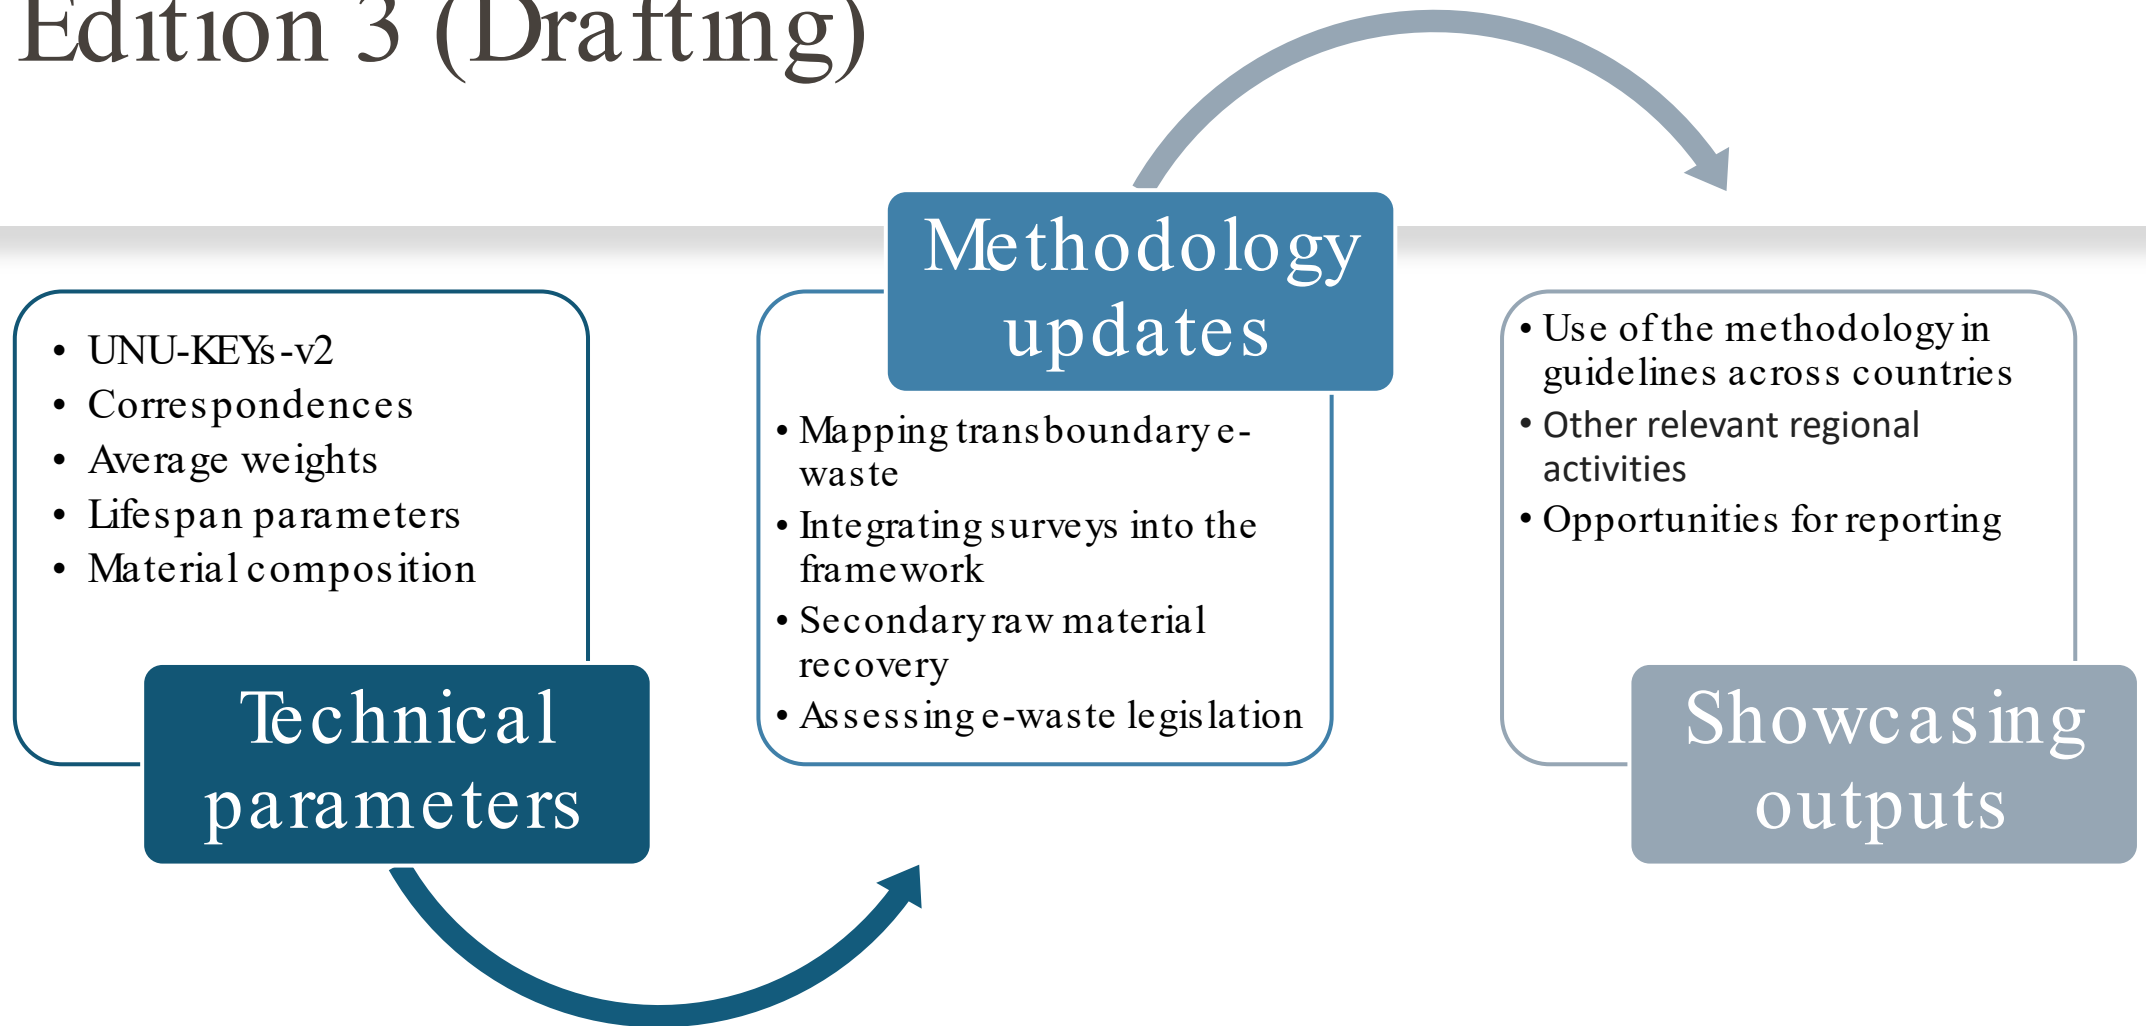 Edition 3 (Drafting)
• UNU-KEYs-v2
• Correspondences
• Average weights
• Lifespan parameters
• Material composition
Technical
parameters
Methodology
updates
• Mapping transboundary e-
waste
• Integrating surveys into the
framework
• Secondary raw material
recovery
• Assessing e-waste legislation
• Use of the methodology in
guidelines across countries
• Other relevant regional
activities
• Opportunities for reporting
Showcasing
outputs